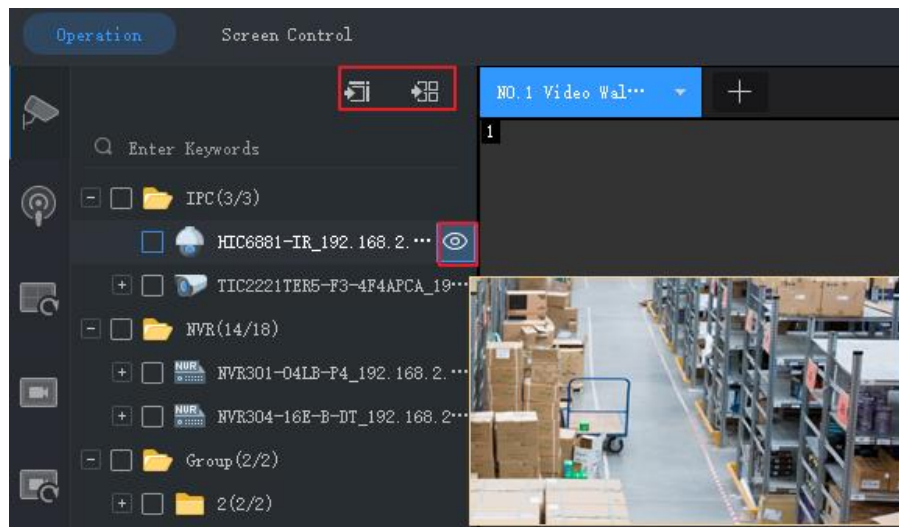 Operation Screen Control
NO.1 Video Wal···
1
Enter Keywords
IPC(3/3)
HIC6881-IR_192.168.2.···
TIC2221TER5-F3-4F4APCA_19···
NVR(14/18)
NVR NVR301-04LB-P4_192.168.2.···
NVR NVR304-16E-B-DT_192.168.2···
Group(2/2)
2(2/2)